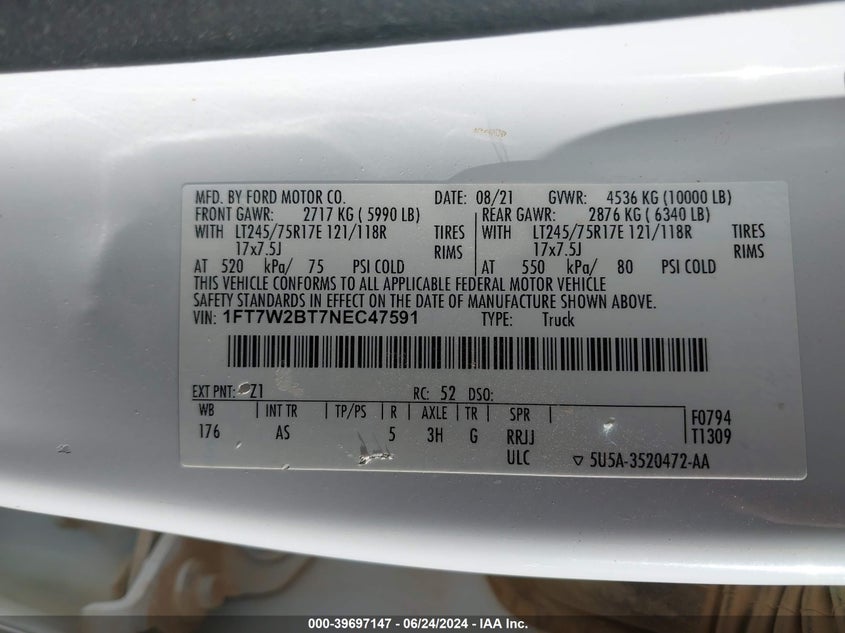 MFD. BY FORD MOTOR CO. DATE: 08/21 GVWR: 4536 KG (10000 LB)
FRONT GAWR: 2717 KG ( 5990 LB) REAR GAWR: 2876 KG ( 6340 LB)
WITH LT245/75R17E 121/118R TIRES WITH LT245/75R17E 121/118R TIRES
17x7.5J RIMS 17x7.5J RIMS
AT 520 kPa/ 75 PSI COLD AT 550 kPa/ 80 PSI COLD
THIS VEHICLE CONFORMS TO ALL APPLICABLE FEDERAL MOTOR VEHICLE
SAFETY STANDARDS IN EFFECT ON THE DATE OF MANUFACTURE SHOWN ABOVE.
VIN: 1FT7W2BT7NEC47591 TYPE: Truck
EXT PNT: Z1 RC: 52 DSO:
WB INT TR TP/PS R AXLE TR SPR F0794
176 AS 5 3H G RRJJ T1309
ULC ▽ 5U5A-3520472-AA
000-39697147 - 06/24/2024 - IAA Inc.